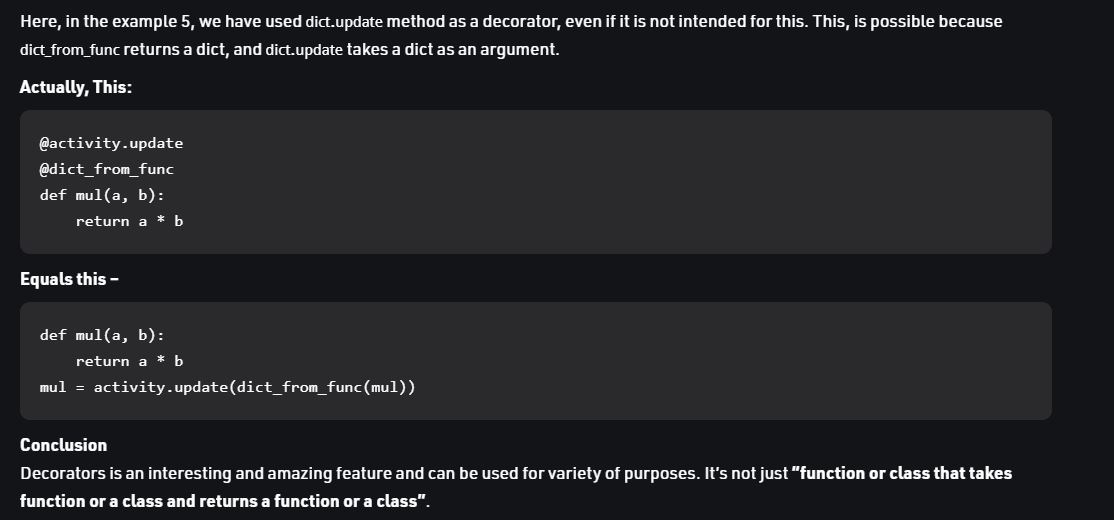 Here, in the example 5, we have used dict.update method as a decorator, even if it is not intended for this. This, is possible because
dict_from_func returns a dict, and dict.update takes a dict as an argument.
Actually, This:
@activity.update
@dict_from_func
def mul(a, b):
    return a * b
Equals this –
def mul(a, b):
    return a * b
mul = activity.update(dict_from_func(mul))
Conclusion
Decorators is an interesting and amazing feature and can be used for variety of purposes. It's not just “function or class that takes
function or a class and returns a function or a class”.